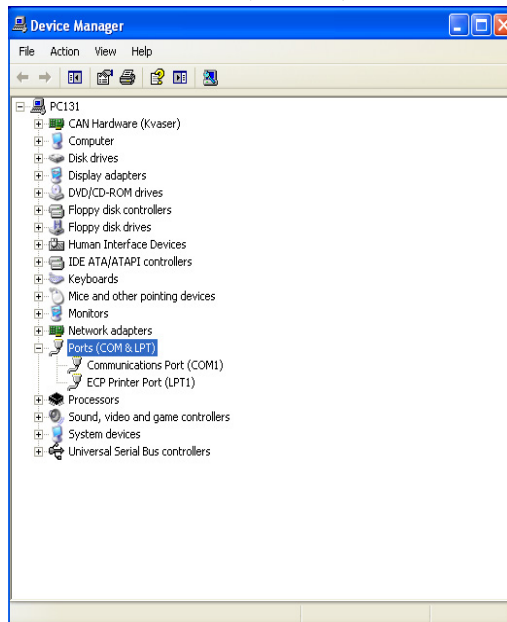 Device Manager
File Action View Help
PC131
CAN Hardware (Kvaser)
Computer
Disk drives
Display adapters
DVD/CD-ROM drives
Floppy disk controllers
Floppy disk drives
Human Interface Devices
IDE ATA/ATAPI controllers
Keyboards
Mice and other pointing devices
Monitors
Network adapters
Ports (COM & LPT)
Communications Port (COM1)
ECP Printer Port (LPT1)
Processors
Sound, video and game controllers
System devices
Universal Serial Bus controllers